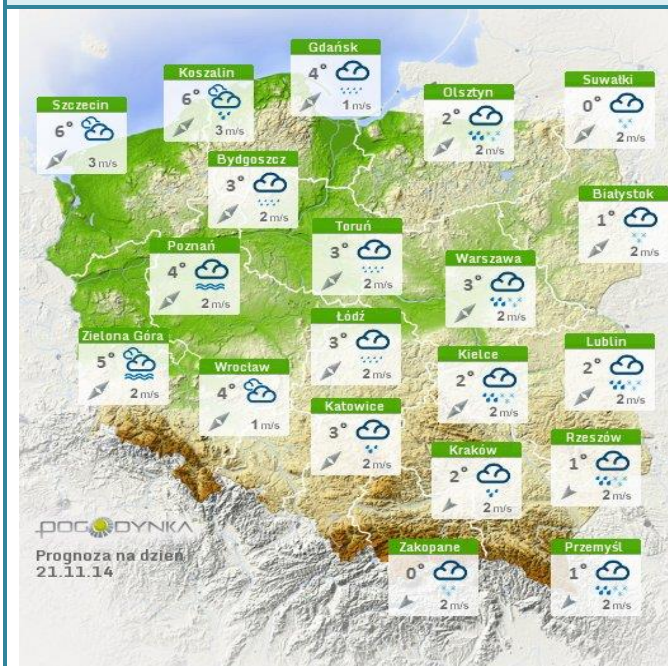 Gdańsk
4° 1 m/s
Koszalin
6° 3 m/s
Suwałki
0° 2 m/s
Olsztyn
2° 2 m/s
Szczecin
6° 3 m/s
Bydgoszcz
3° 2 m/s
Białystok
1° 2 m/s
Toruń
3° 2 m/s
Poznań
4° 2 m/s
Warszawa
3° 2 m/s
Łódź
3° 2 m/s
Zielona Góra
5° 2 m/s
Lublin
2° 2 m/s
Kielce
2° 2 m/s
Wrocław
4° 1 m/s
Katowice
3° 2 m/s
Rzeszów
1° 2 m/s
Kraków
2° 2 m/s
POGODYNKA
Prognoza na dzień
21.11.14
Zakopane
0° 2 m/s
Przemyśl
1° 2 m/s